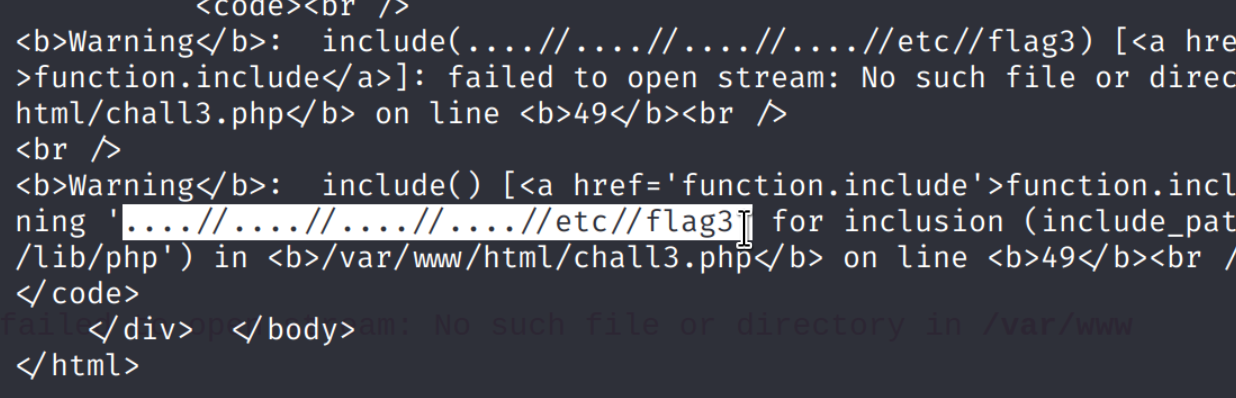 <code><br />
<b>Warning</b>:  include(....//....//....//....//etc//flag3) [<a hre
>function.include</a>]: failed to open stream: No such file or direc
html/chall3.php</b> on line <b>49</b><br />
<br />
<b>Warning</b>:  include() [<a href='function.include'>function.incl
ning '....//....//....//....//etc//flag3' for inclusion (include_pat
/lib/php') in <b>/var/www/html/chall3.php</b> on line <b>49</b><br /
</code>
failed to open stream: No such file or directory in /var/www
</div>  </body>
</html>